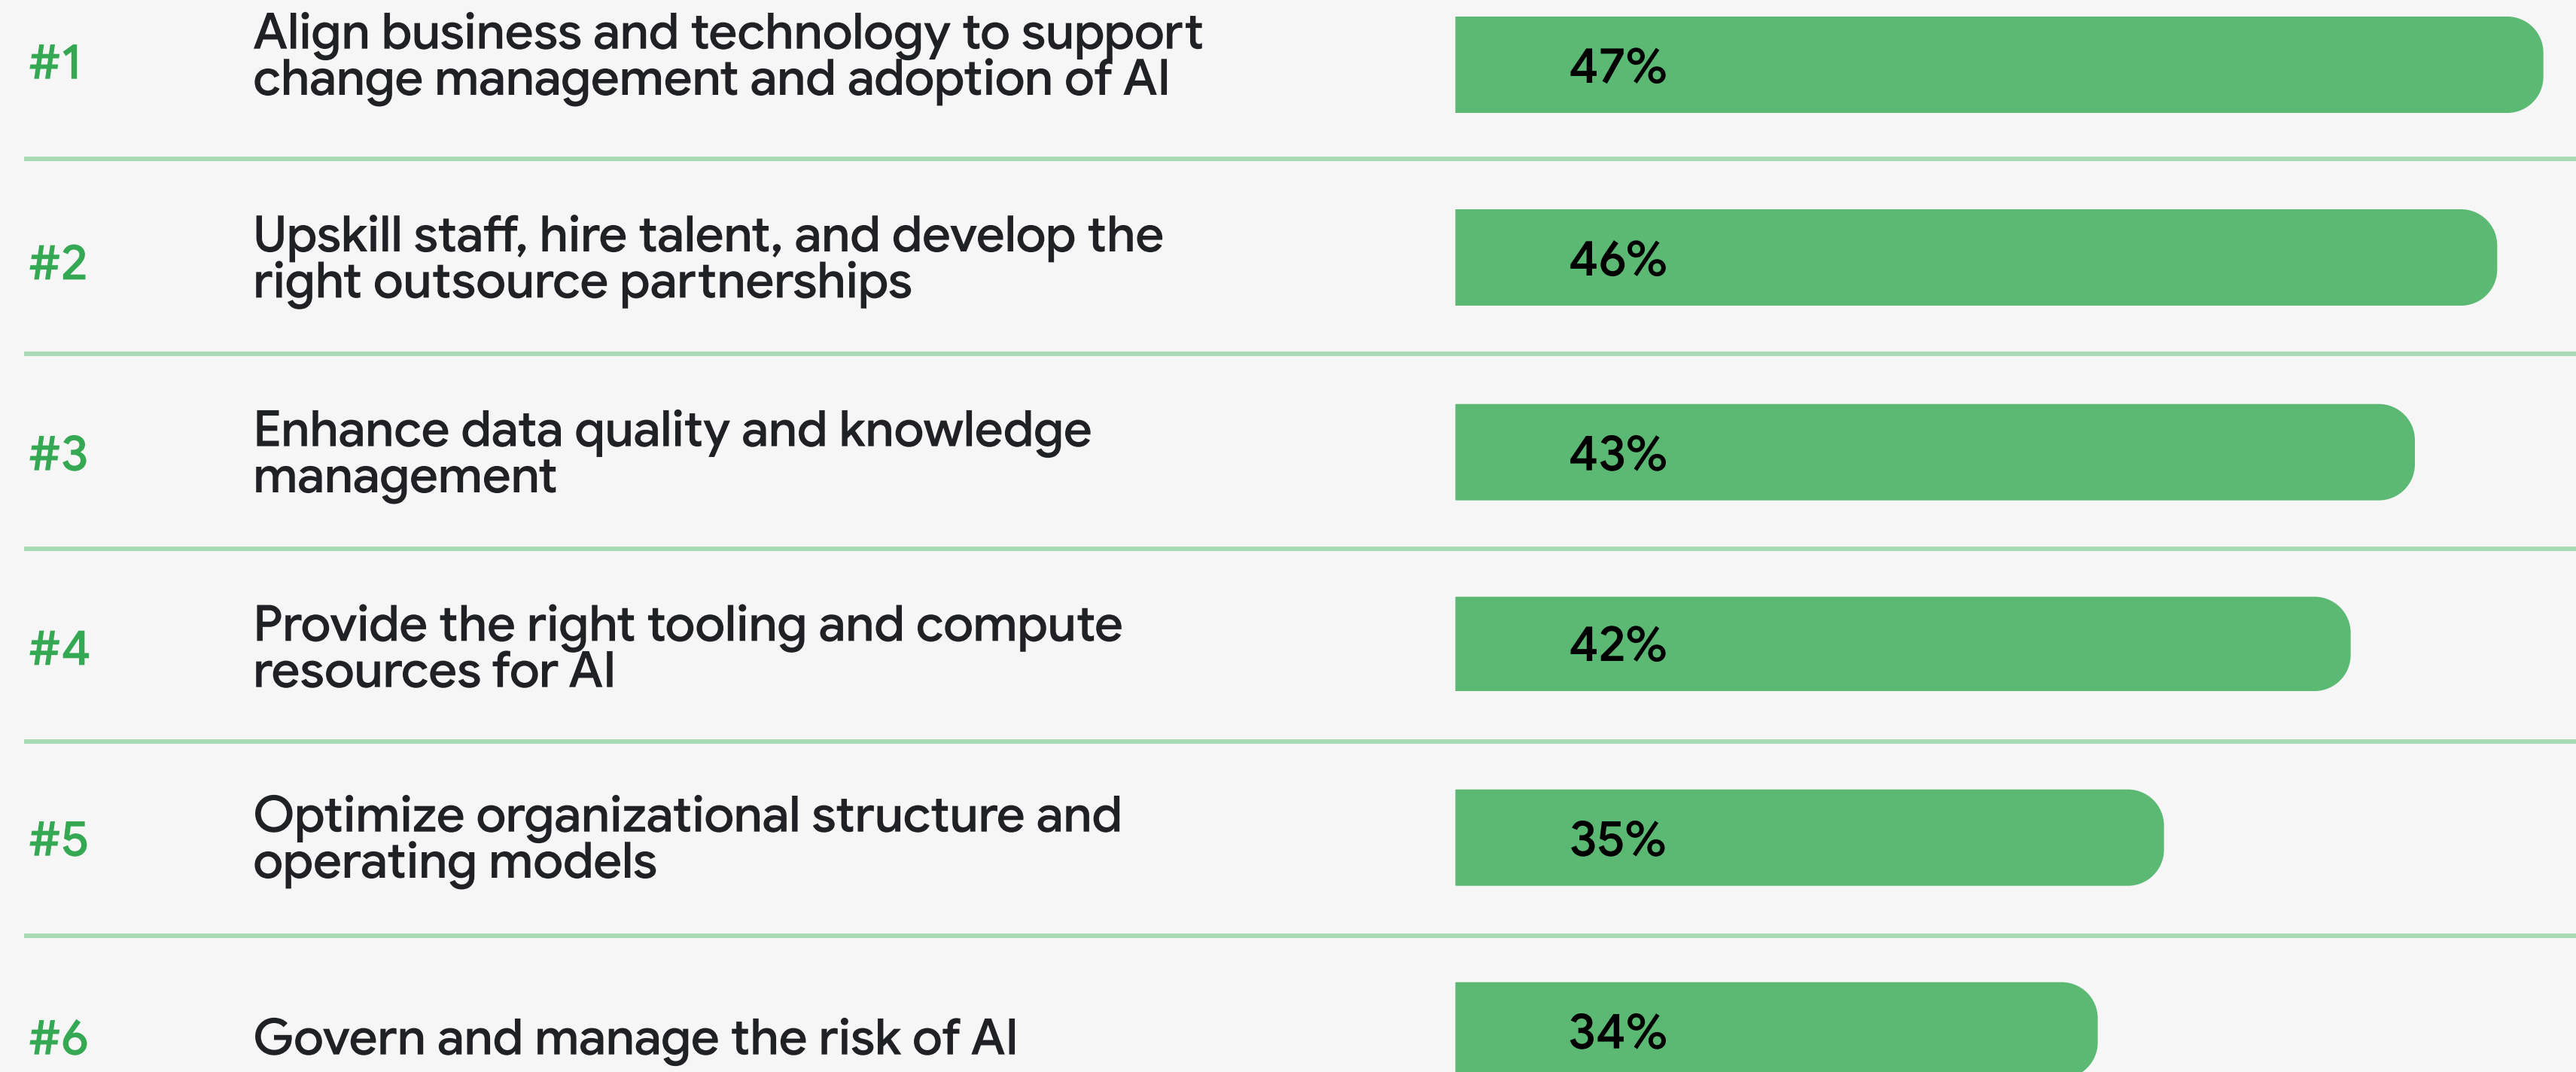 #1
Align business and technology to support
change management and adoption of AI
47%
#2
Upskill staff, hire talent, and develop the
right outsource partnerships
46%
#3
Enhance data quality and knowledge
management
43%
#4
Provide the right tooling and compute
resources for AI
42%
#5
Optimize organizational structure and
operating models
35%
#6
Govern and manage the risk of AI
34%